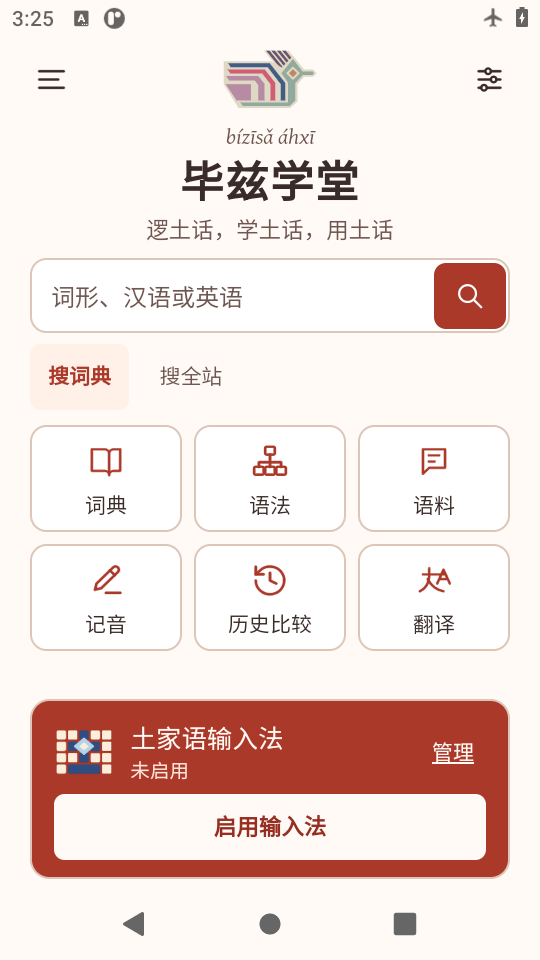 3:25
bízīsǎ áhxī
毕兹学堂
逻土话，学土话，用土话
词形、汉语或英语
搜词典 搜全站
词典 语法 语料
记音 历史比较 翻译
土家语输入法
未启用
管理
启用输入法